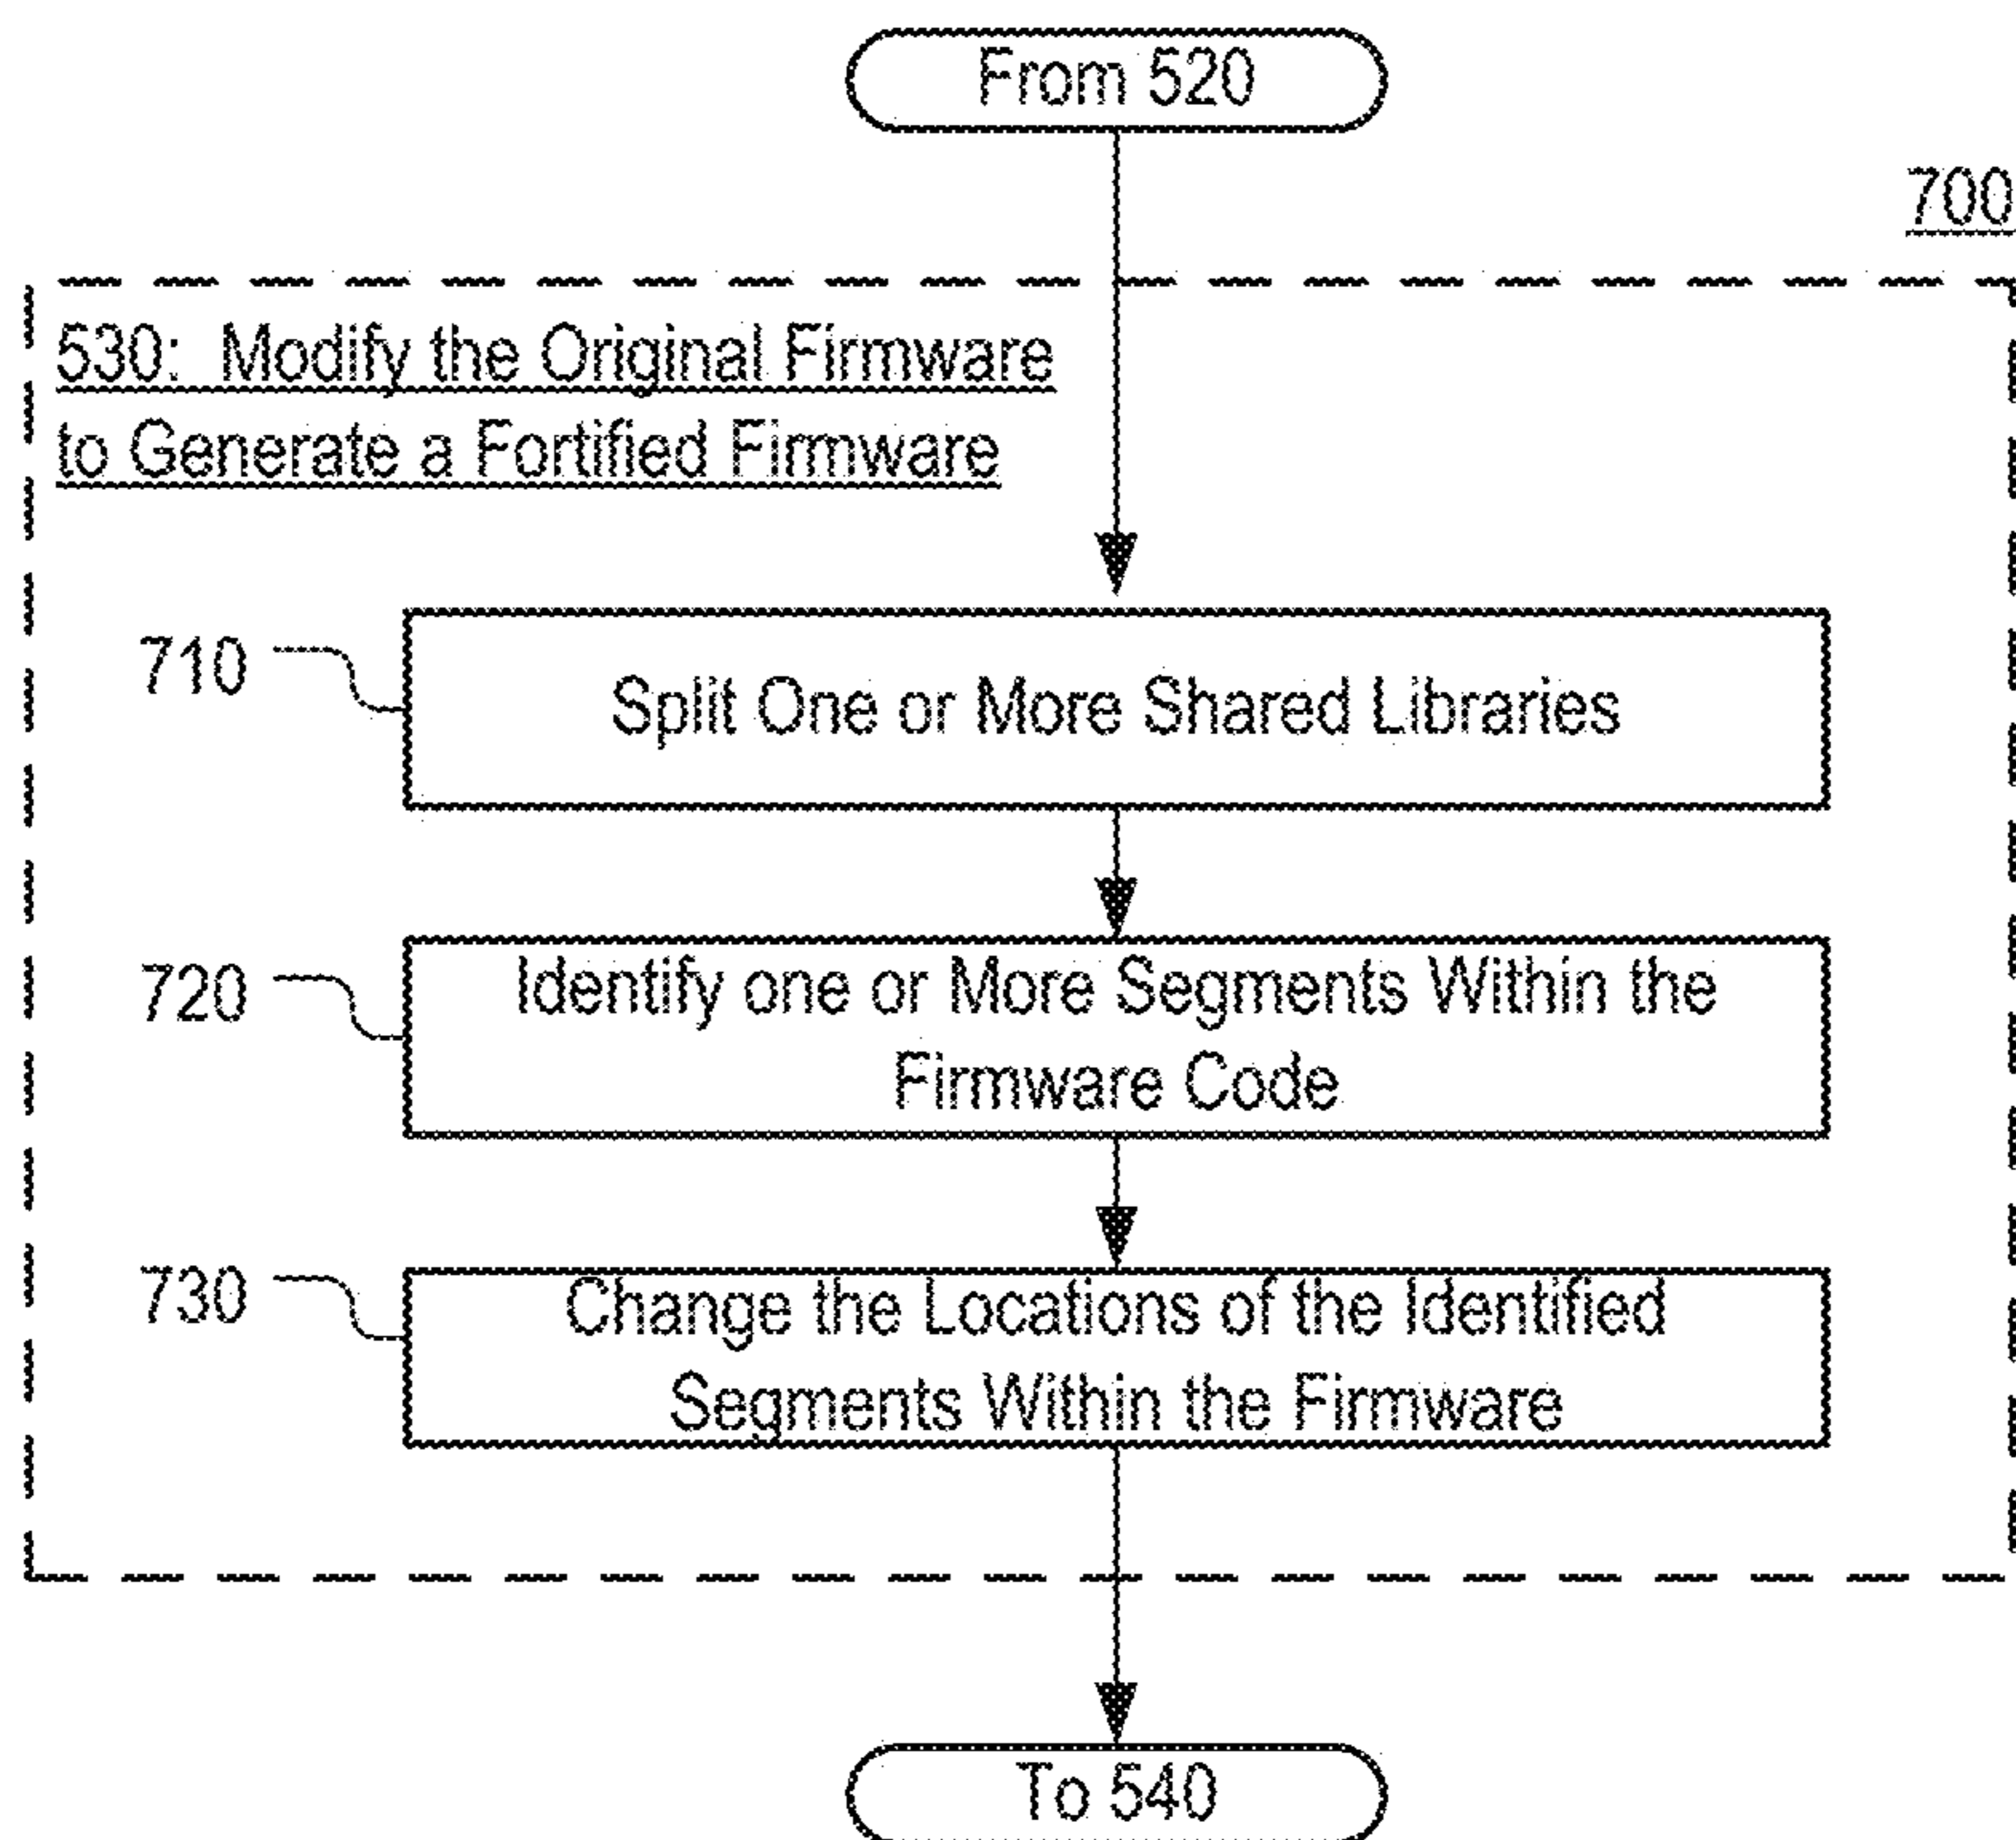 From 520
700
530: Modify the Original Firmware
to Generate a Fortified Firmware
710
Split One or More Shared Libraries
720
Identify one or More Segments Within the
Firmware Code
730
Change the Locations of the Identified
Segments Within the Firmware
To 540